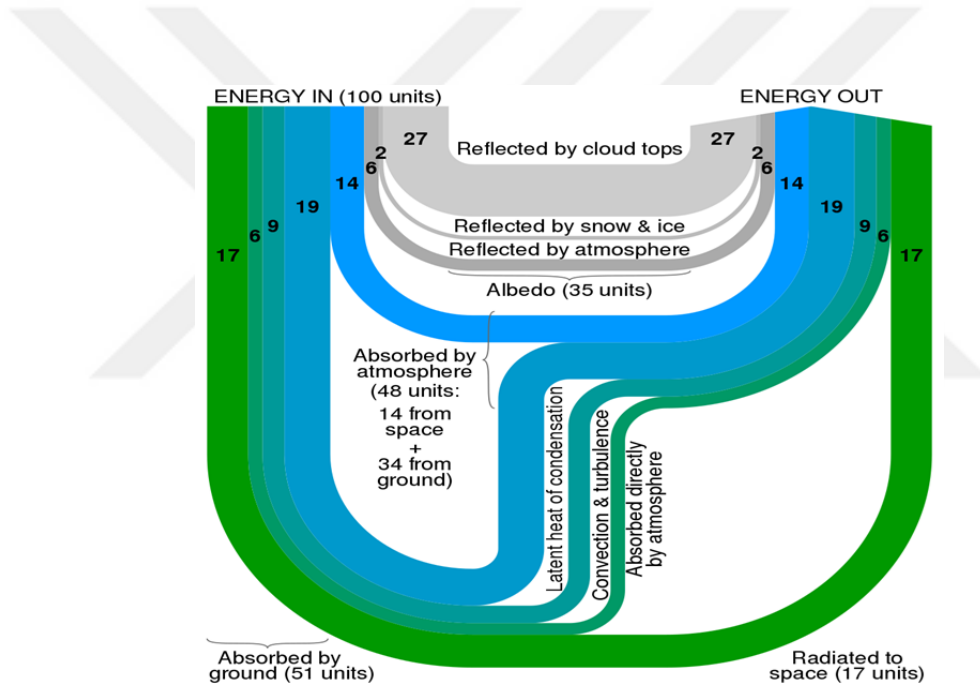 ENERGY IN (100 units)
ENERGY OUT
27
Reflected by cloud tops
27
2
6
2
6
14
14
19
19
9
9
6
6
17
17
Reflected by snow & ice
Reflected by atmosphere
Albedo (35 units)
Absorbed by
atmosphere
(48 units:
14 from
space
+
34 from
ground)
Latent heat of condensation
Convection & turbulence
Absorbed directly
by atmosphere
Absorbed by
ground (51 units)
Radiated to
space (17 units)